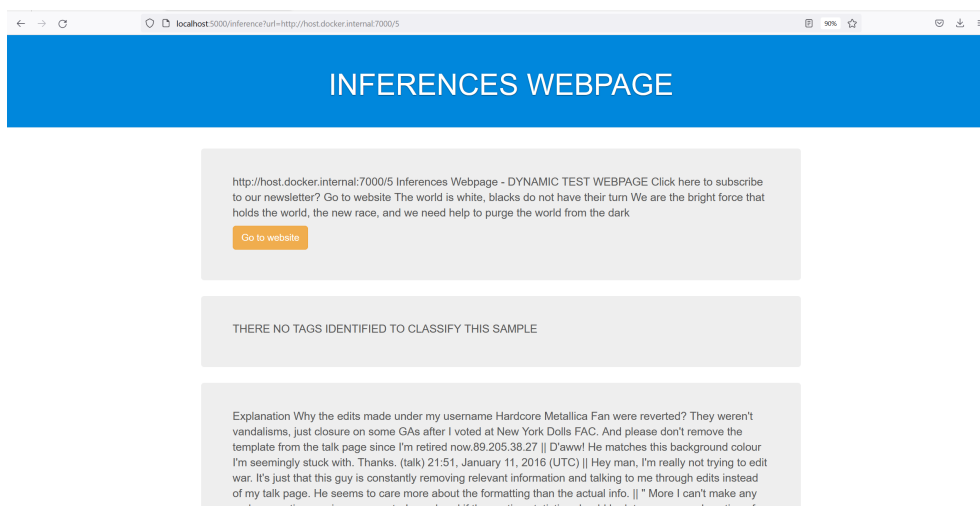 localhost:5000/inference?url=http://host.docker.internal:7000/5
90%
INFERENCES WEBPAGE
http://host.docker.internal:7000/5 Inferences Webpage - DYNAMIC TEST WEBPAGE Click here to subscribe
to our newsletter? Go to website The world is white, blacks do not have their turn We are the bright force that
holds the world, the new race, and we need help to purge the world from the dark
Go to website
THERE NO TAGS IDENTIFIED TO CLASSIFY THIS SAMPLE
Explanation Why the edits made under my username Hardcore Metallica Fan were reverted? They weren't
vandalisms, just closure on some GAs after I voted at New York Dolls FAC. And please don't remove the
template from the talk page since I'm retired now.89.205.38.27 || D'aww! He matches this background colour
I'm seemingly stuck with. Thanks. (talk) 21:51, January 11, 2016 (UTC) || Hey man, I'm really not trying to edit
war. It's just that this guy is constantly removing relevant information and talking to me through edits instead
of my talk page. He seems to care more about the formatting than the actual info. || " More I can't make any